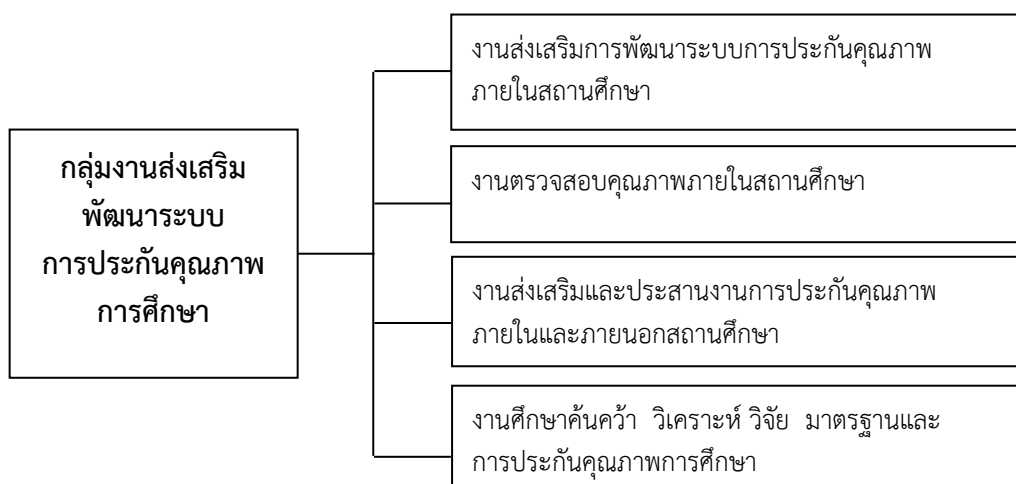 กลุ่มงานส่งเสริม
พัฒนาระบบ
การประกันคุณภาพ
การศึกษา
งานส่งเสริมการพัฒนาระบบการประกันคุณภาพ
ภายในสถานศึกษา
งานตรวจสอบคุณภาพภายในสถานศึกษา
งานส่งเสริมและประสานงานการประกันคุณภาพ
ภายในและภายนอกสถานศึกษา
งานศึกษาค้นคว้า วิเคราะห์ วิจัย มาตรฐานและ
การประกันคุณภาพการศึกษา